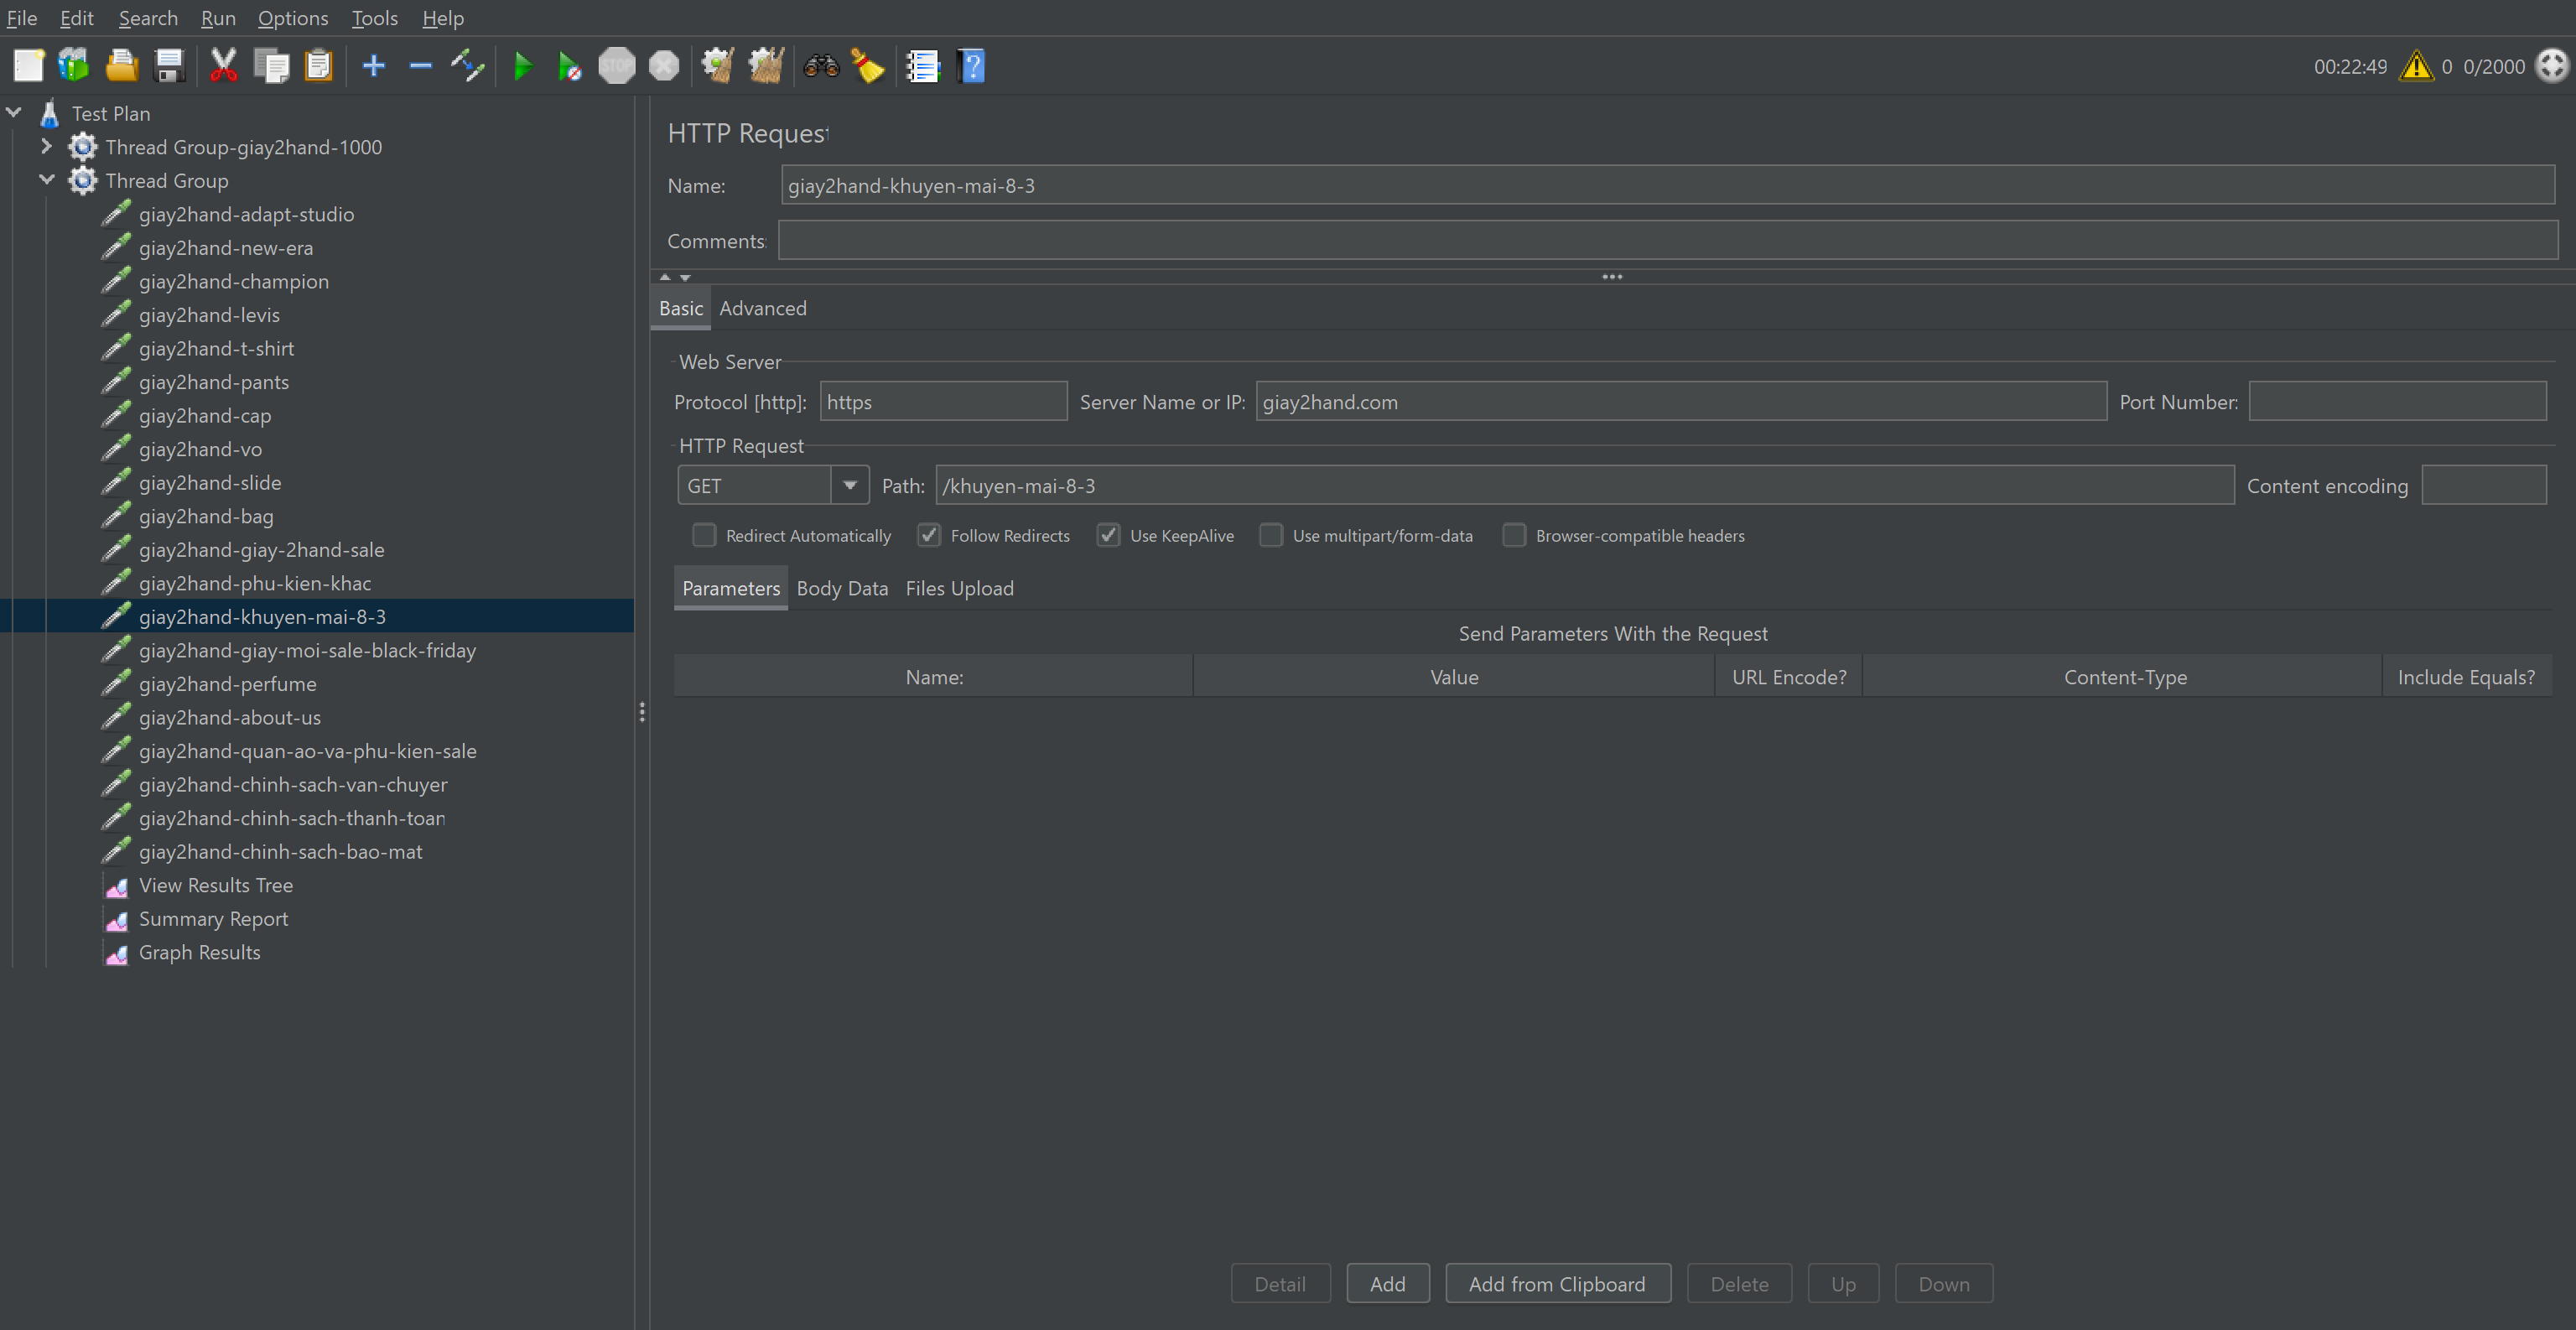 File Edit Search Run Options Tools Help
STOP
00:22:49 0 0/2000
Test Plan
Thread Group-giay2hand-1000
Thread Group
giay2hand-adapt-studio
giay2hand-new-era
giay2hand-champion
giay2hand-levis
giay2hand-t-shirt
giay2hand-pants
giay2hand-cap
giay2hand-vo
giay2hand-slide
giay2hand-bag
giay2hand-giay-2hand-sale
giay2hand-phu-kien-khac
giay2hand-khuyen-mai-8-3
giay2hand-giay-moi-sale-black-friday
giay2hand-perfume
giay2hand-about-us
giay2hand-quan-ao-va-phu-kien-sale
giay2hand-chinh-sach-van-chuyer
giay2hand-chinh-sach-thanh-toan
giay2hand-chinh-sach-bao-mat
View Results Tree
Summary Report
Graph Results
HTTP Request
Name: giay2hand-khuyen-mai-8-3
Comments:
Basic Advanced
Web Server
Protocol [http]: https Server Name or IP: giay2hand.com Port Number:
HTTP Request
GET Path: /khuyen-mai-8-3 Content encoding
Redirect Automatically Follow Redirects Use KeepAlive Use multipart/form-data Browser-compatible headers
Parameters Body Data Files Upload
Send Parameters With the Request
Name: Value URL Encode? Content-Type Include Equals?
Detail Add Add from Clipboard Delete Up Down